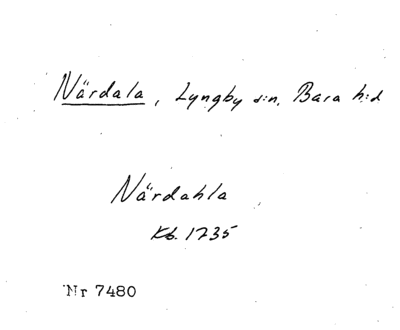 Närdala, Lyngby s:n, Bara h:d
Närdahla
Kb. 1735
Nr 7480